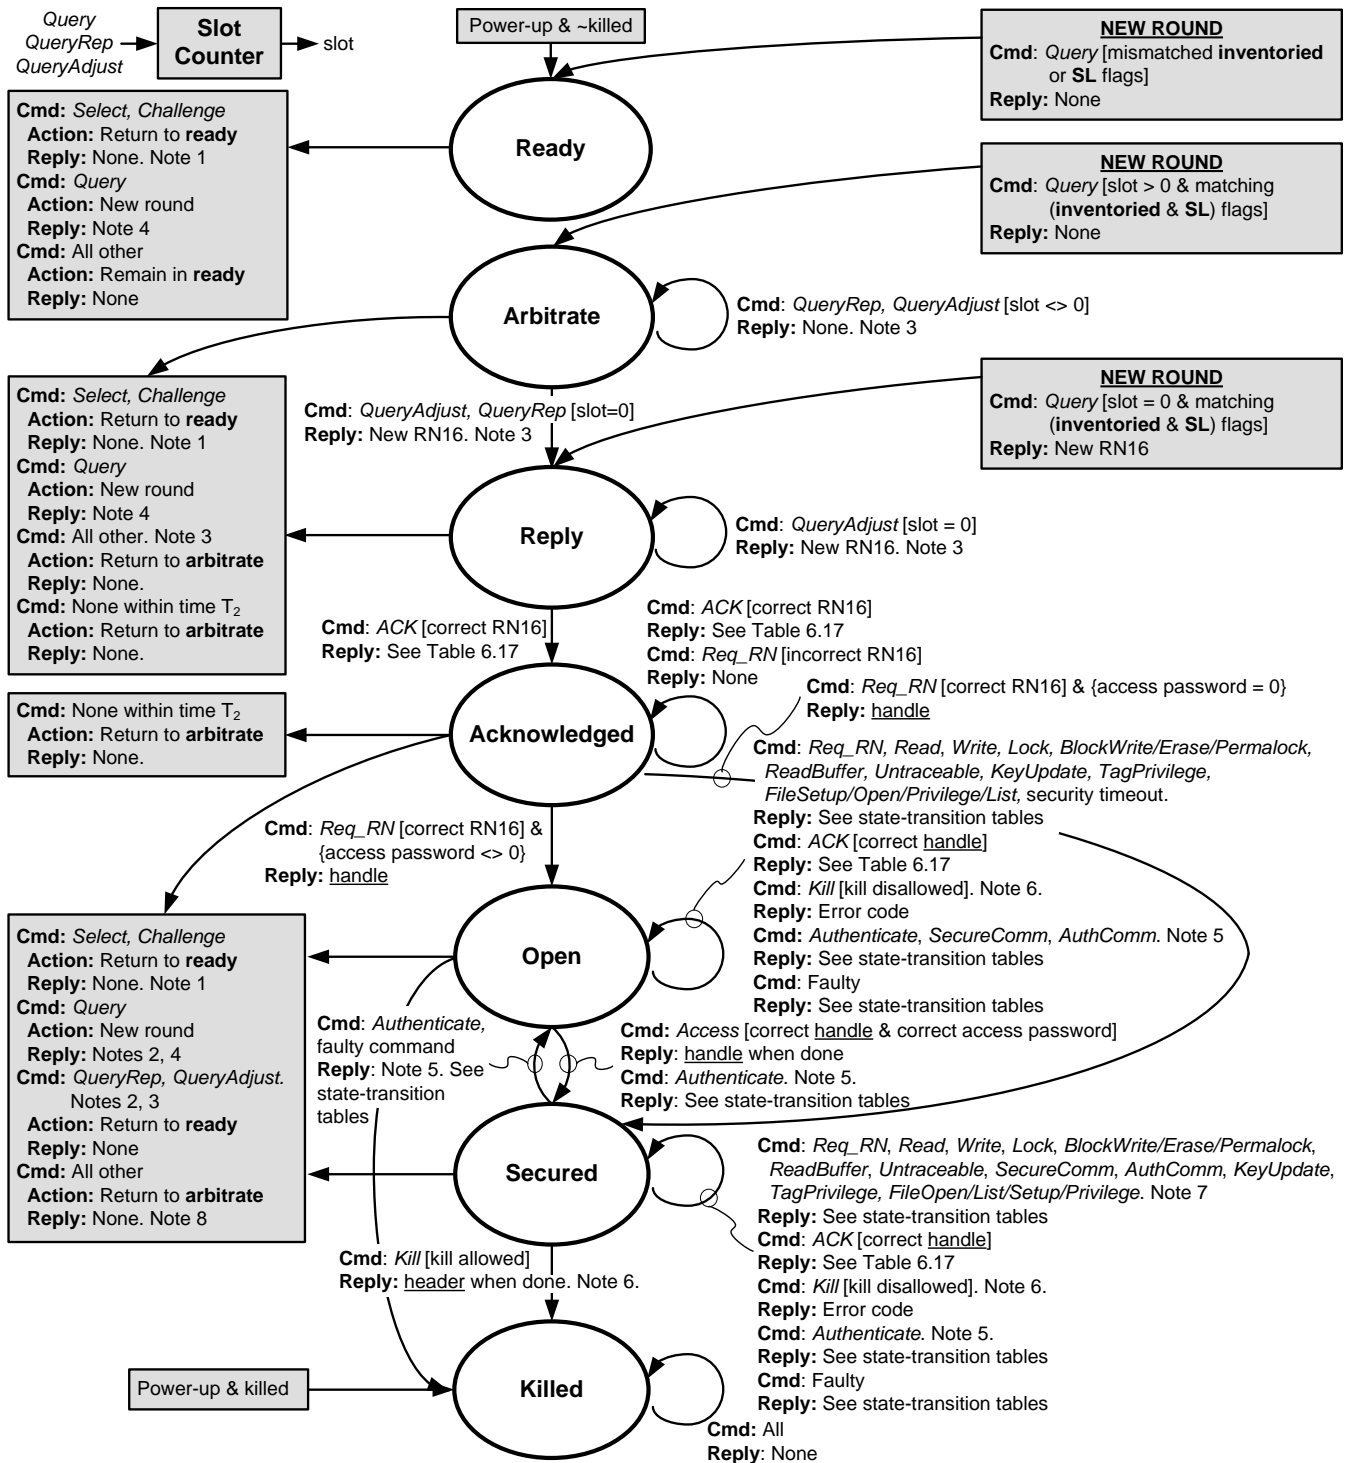 Query
QueryRep
QueryAdjust
Slot
Counter
slot
Power-up & ~killed
NEW ROUND
Cmd: Query [mismatched inventoried
or SL flags]
Reply: None
Cmd: Select, Challenge
Action: Return to ready
Reply: None. Note 1
Cmd: Query
Action: New round
Reply: Note 4
Cmd: All other
Action: Remain in ready
Reply: None
Ready
NEW ROUND
Cmd: Query [slot > 0 & matching
(inventoried & SL) flags]
Reply: None
Arbitrate
Cmd: QueryRep, QueryAdjust [slot <> 0]
Reply: None. Note 3
Cmd: QueryAdjust, QueryRep [slot=0]
Reply: New RN16. Note 3
NEW ROUND
Cmd: Query [slot = 0 & matching
(inventoried & SL) flags]
Reply: New RN16
Cmd: Select, Challenge
Action: Return to ready
Reply: None. Note 1
Cmd: Query
Action: New round
Reply: Note 4
Cmd: All other. Note 3
Action: Return to arbitrate
Reply: None.
Cmd: None within time T2
Action: Return to arbitrate
Reply: None.
Reply
Cmd: QueryAdjust [slot = 0]
Reply: New RN16. Note 3
Cmd: ACK [correct RN16]
Reply: See Table 6.17
Cmd: ACK [correct RN16]
Reply: See Table 6.17
Cmd: Req_RN [incorrect RN16]
Reply: None
Cmd: Req_RN [correct RN16] & {access password = 0}
Reply: handle
Cmd: None within time T2
Action: Return to arbitrate
Reply: None.
Acknowledged
Cmd: Req_RN, Read, Write, Lock, BlockWrite/Erase/Permalock,
ReadBuffer, Untraceable, KeyUpdate, TagPrivilege,
FileSetup/Open/Privilege/List, security timeout.
Reply: See state-transition tables
Cmd: ACK [correct handle]
Reply: See Table 6.17
Cmd: Kill [kill disallowed]. Note 6.
Reply: Error code
Cmd: Authenticate, SecureComm, AuthComm. Note 5
Reply: See state-transition tables
Cmd: Faulty
Reply: See state-transition tables
Cmd: Req_RN [correct RN16] &
{access password <> 0}
Reply: handle
Open
Cmd: Select, Challenge
Action: Return to ready
Reply: None. Note 1
Cmd: Query
Action: New round
Reply: Notes 2, 4
Cmd: QueryRep, QueryAdjust.
Notes 2, 3
Action: Return to ready
Reply: None
Cmd: All other
Action: Return to arbitrate
Reply: None. Note 8
Cmd: Authenticate,
faulty command
Reply: Note 5. See
state-transition
tables
Cmd: Access [correct handle & correct access password]
Reply: handle when done
Cmd: Authenticate. Note 5.
Reply: See state-transition tables
Secured
Cmd: Req_RN, Read, Write, Lock, BlockWrite/Erase/Permalock,
ReadBuffer, Untraceable, SecureComm, AuthComm, KeyUpdate,
TagPrivilege, FileOpen/List/Setup/Privilege. Note 7
Reply: See state-transition tables
Cmd: ACK [correct handle]
Reply: See Table 6.17
Cmd: Kill [kill disallowed]. Note 6.
Reply: Error code
Cmd: Authenticate. Note 5.
Reply: See state-transition tables
Cmd: Faulty
Reply: See state-transition tables
Cmd: Kill [kill allowed]
Reply: header when done. Note 6.
Power-up & killed
Killed
Cmd: All
Reply: None